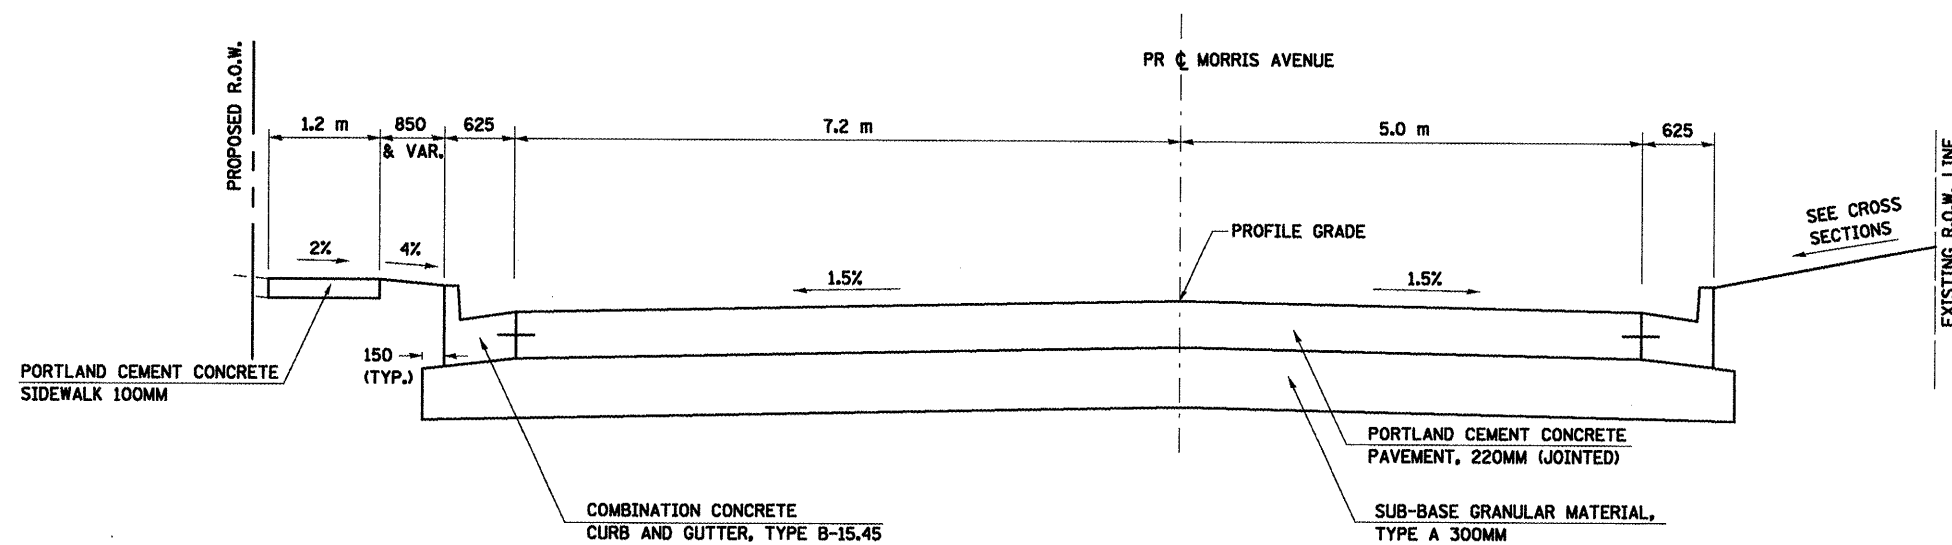 PR ℄ MORRIS AVENUE
PROPOSED R.O.W.
1.2 m
850
& VAR.
625
7.2 m
5.0 m
625
EXISTING R.O.W. LINE
SEE CROSS
SECTIONS
PROFILE GRADE
2%
4%
1.5%
1.5%
150
(TYP.)
PORTLAND CEMENT CONCRETE
SIDEWALK 100MM
PORTLAND CEMENT CONCRETE
PAVEMENT, 220MM (JOINTED)
COMBINATION CONCRETE
CURB AND GUTTER, TYPE B-15.45
SUB-BASE GRANULAR MATERIAL,
TYPE A 300MM